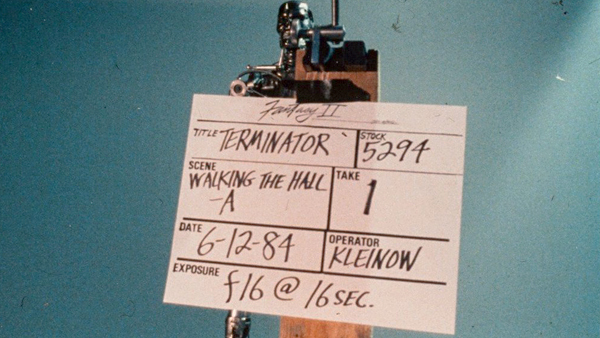 Fantasy II
TITLE TERMINATOR
STOCK 5294
SCENE WALKING THE HALL
-A
TAKE 1
DATE 6-12-84
OPERATOR KLEINOW
EXPOSURE f16 @ 16 SEC.